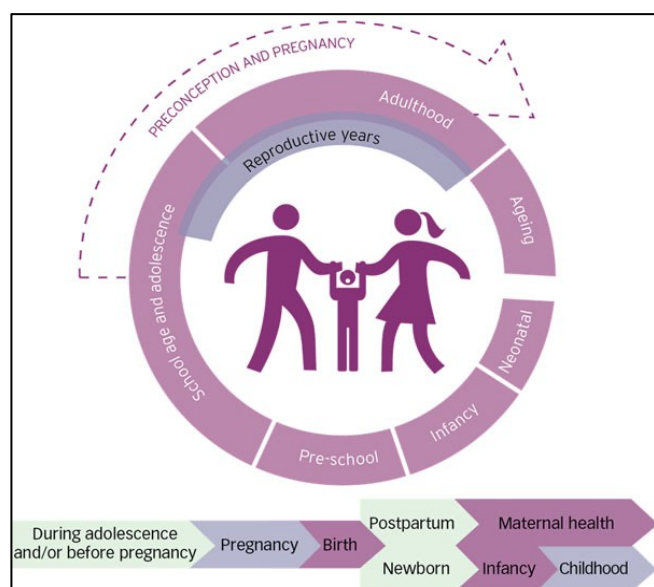 PRECONCEPTION AND PREGNANCY
Adulthood
Reproductive years
Ageing
School age and adolescence
Neonatal
Infancy
Pre-school
During adolescence
and/or before pregnancy
Pregnancy
Birth
Postpartum
Maternal health
Newborn
Infancy
Childhood